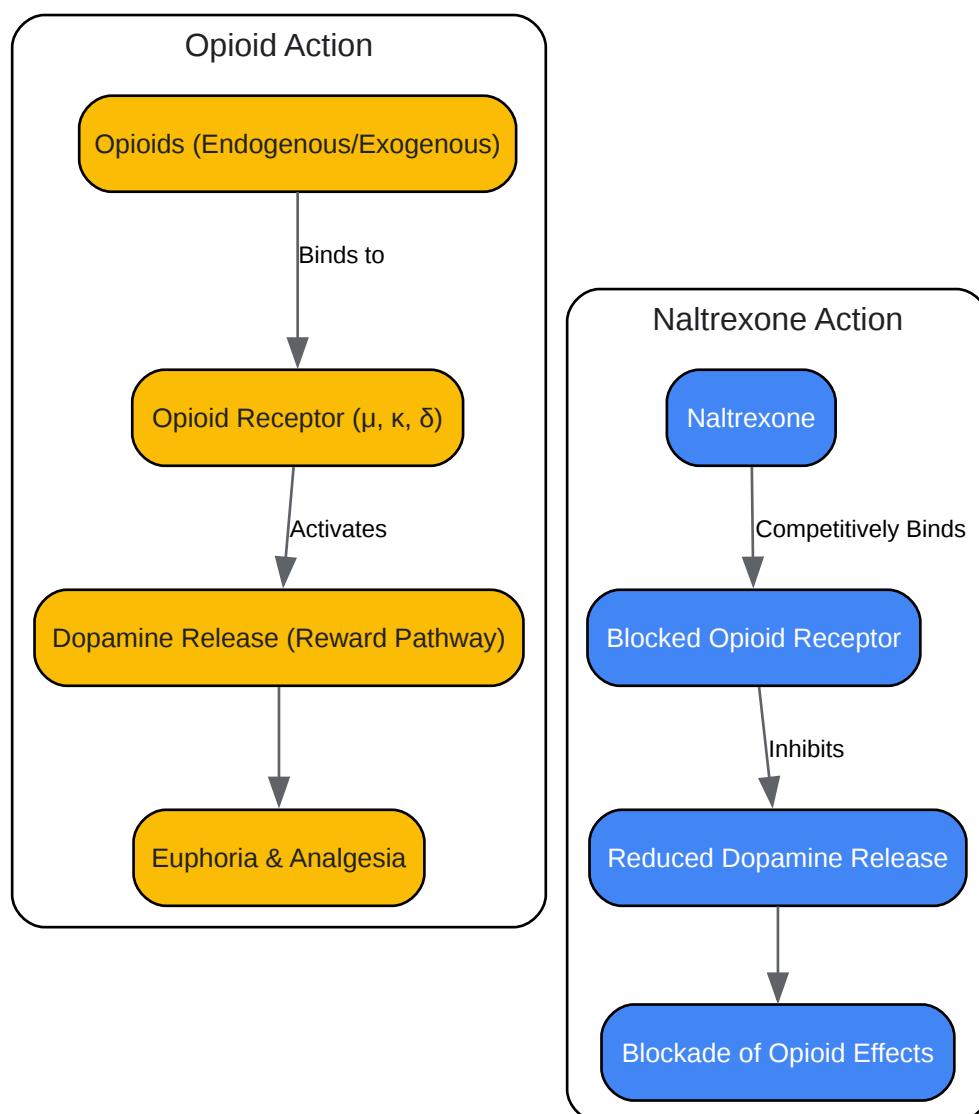 Opioid Action
Opioids (Endogenous/Exogenous)
Binds to
Opioid Receptor (μ, κ, δ)
Activates
Dopamine Release (Reward Pathway)
Euphoria & Analgesia
Naltrexone Action
Naltrexone
Competitively Binds
Blocked Opioid Receptor
Inhibits
Reduced Dopamine Release
Blockade of Opioid Effects